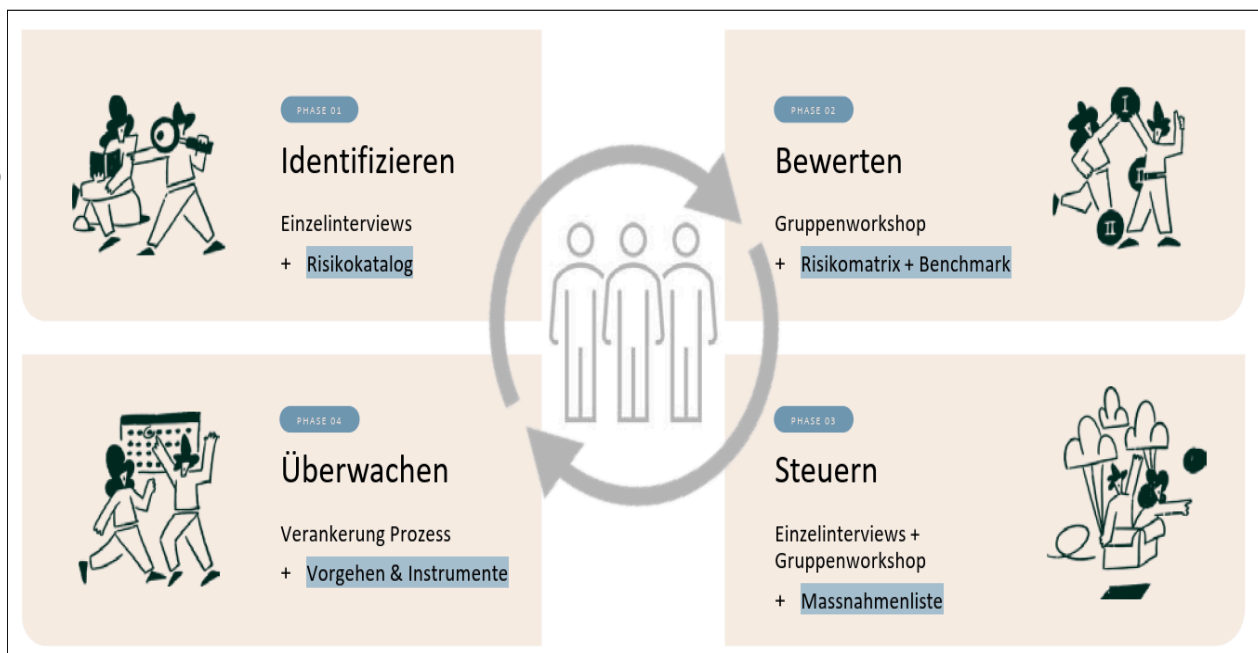 PHASE 01
Identifizieren
Einzelinterviews
+ Risikokatalog
PHASE 02
Bewerten
Gruppenworkshop
+ Risikomatrix + Benchmark
PHASE 03
Steuern
Einzelinterviews +
Gruppenworkshop
+ Massnahmenliste
PHASE 04
Überwachen
Verankerung Prozess
+ Vorgehen & Instrumente
I
II